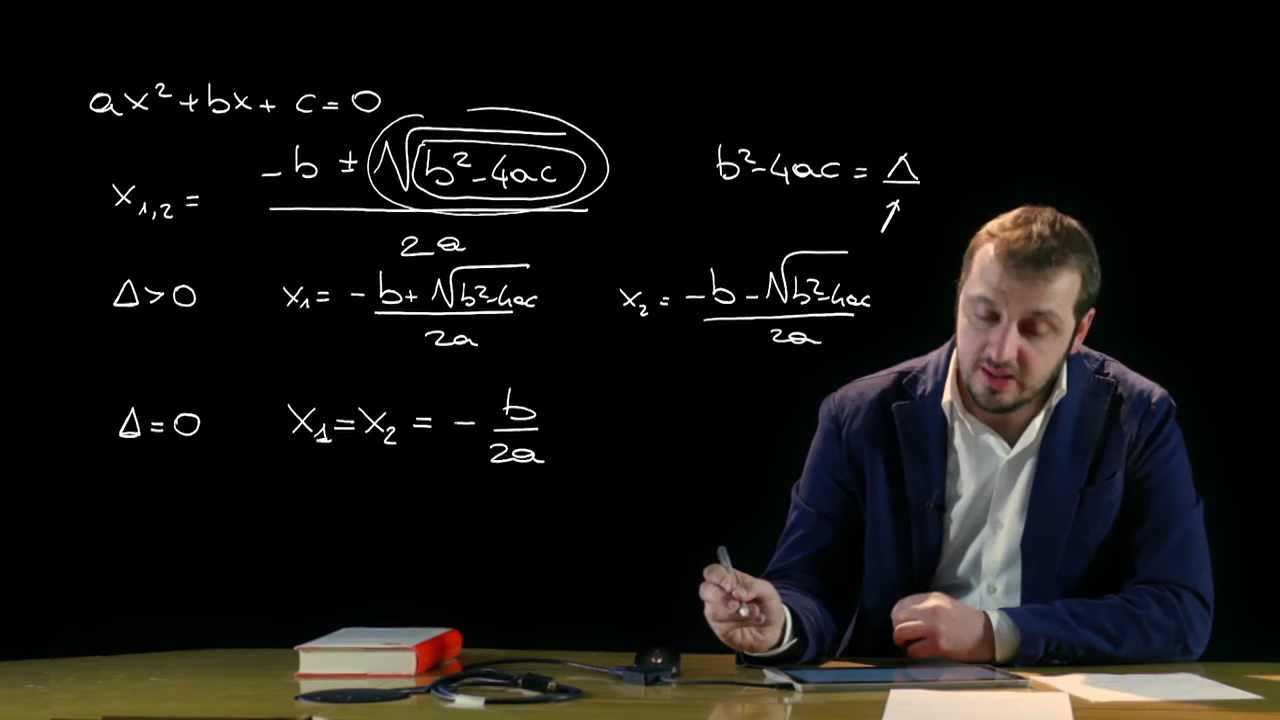 ax²+bx+c=0
x₁,₂ = (-b ± √(b²-4ac)) / 2a
b²-4ac = Δ
Δ>0 x₁ = (-b+√(b²-4ac)) / 2a x₂ = (-b-√(b²-4ac)) / 2a
Δ=0 x₁=x₂ = -b/2a